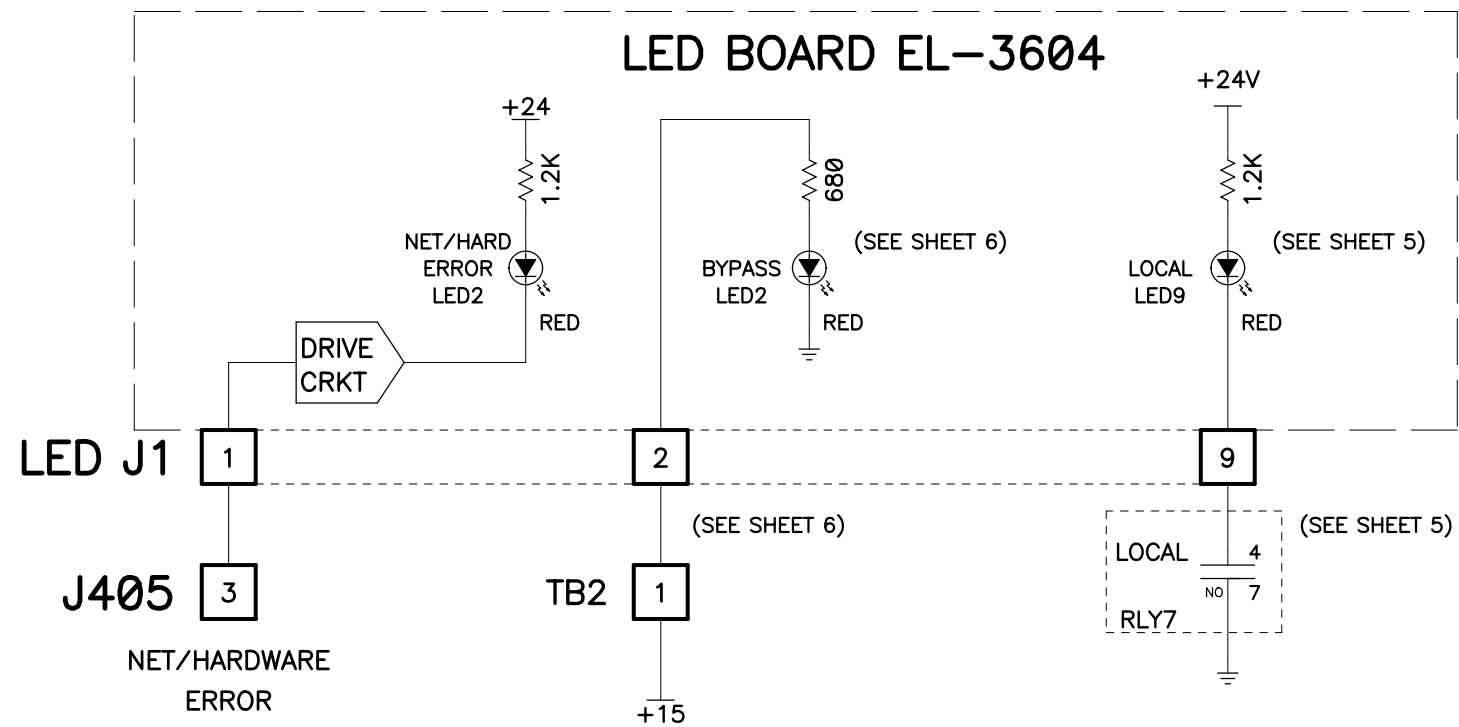 LED BOARD EL-3604
+24
1.2K
NET/HARD
ERROR
LED2
RED
DRIVE
CRKT
680
(SEE SHEET 6)
BYPASS
LED2
RED
+24V
1.2K
(SEE SHEET 5)
LOCAL
LED9
RED
LED J1
1
2
9
(SEE SHEET 6)
(SEE SHEET 5)
J405
3
NET/HARDWARE
ERROR
TB2
1
+15
LOCAL
4
NO
7
RLY7